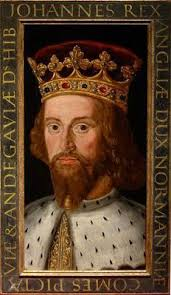 JOHANNES REX
ANGLIÆ DUX NORMANNIÆ
COMES PICTA
VIÆ & ANDEGAVIÆ D' HIB